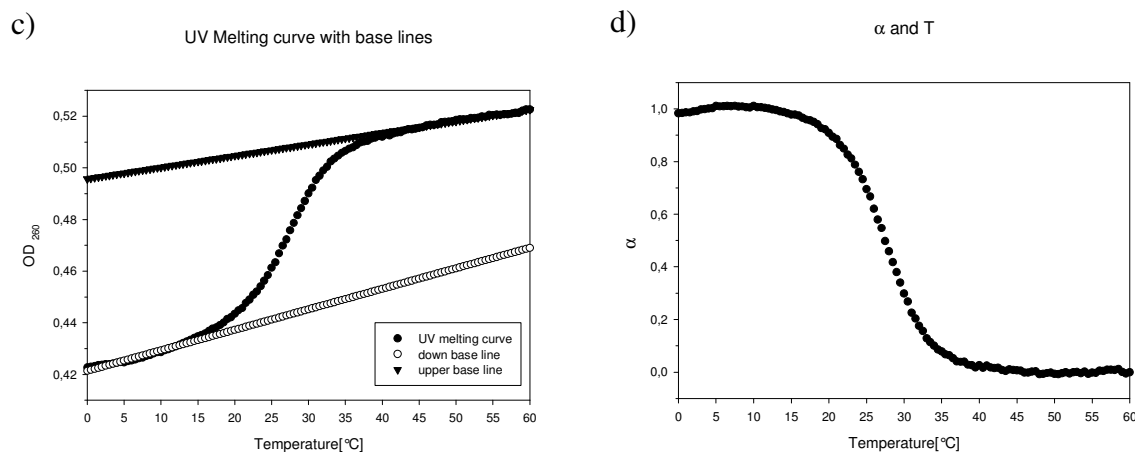 c)
UV Melting curve with base lines
OD 260
0,52
0,50
0,48
0,46
0,44
0,42
UV melting curve
down base line
upper base line
0 5 10 15 20 25 30 35 40 45 50 55 60
Temperature[°C]
d)
α and T
α
1,0
0,8
0,6
0,4
0,2
0,0
0 5 10 15 20 25 30 35 40 45 50 55 60
Temperature[°C]